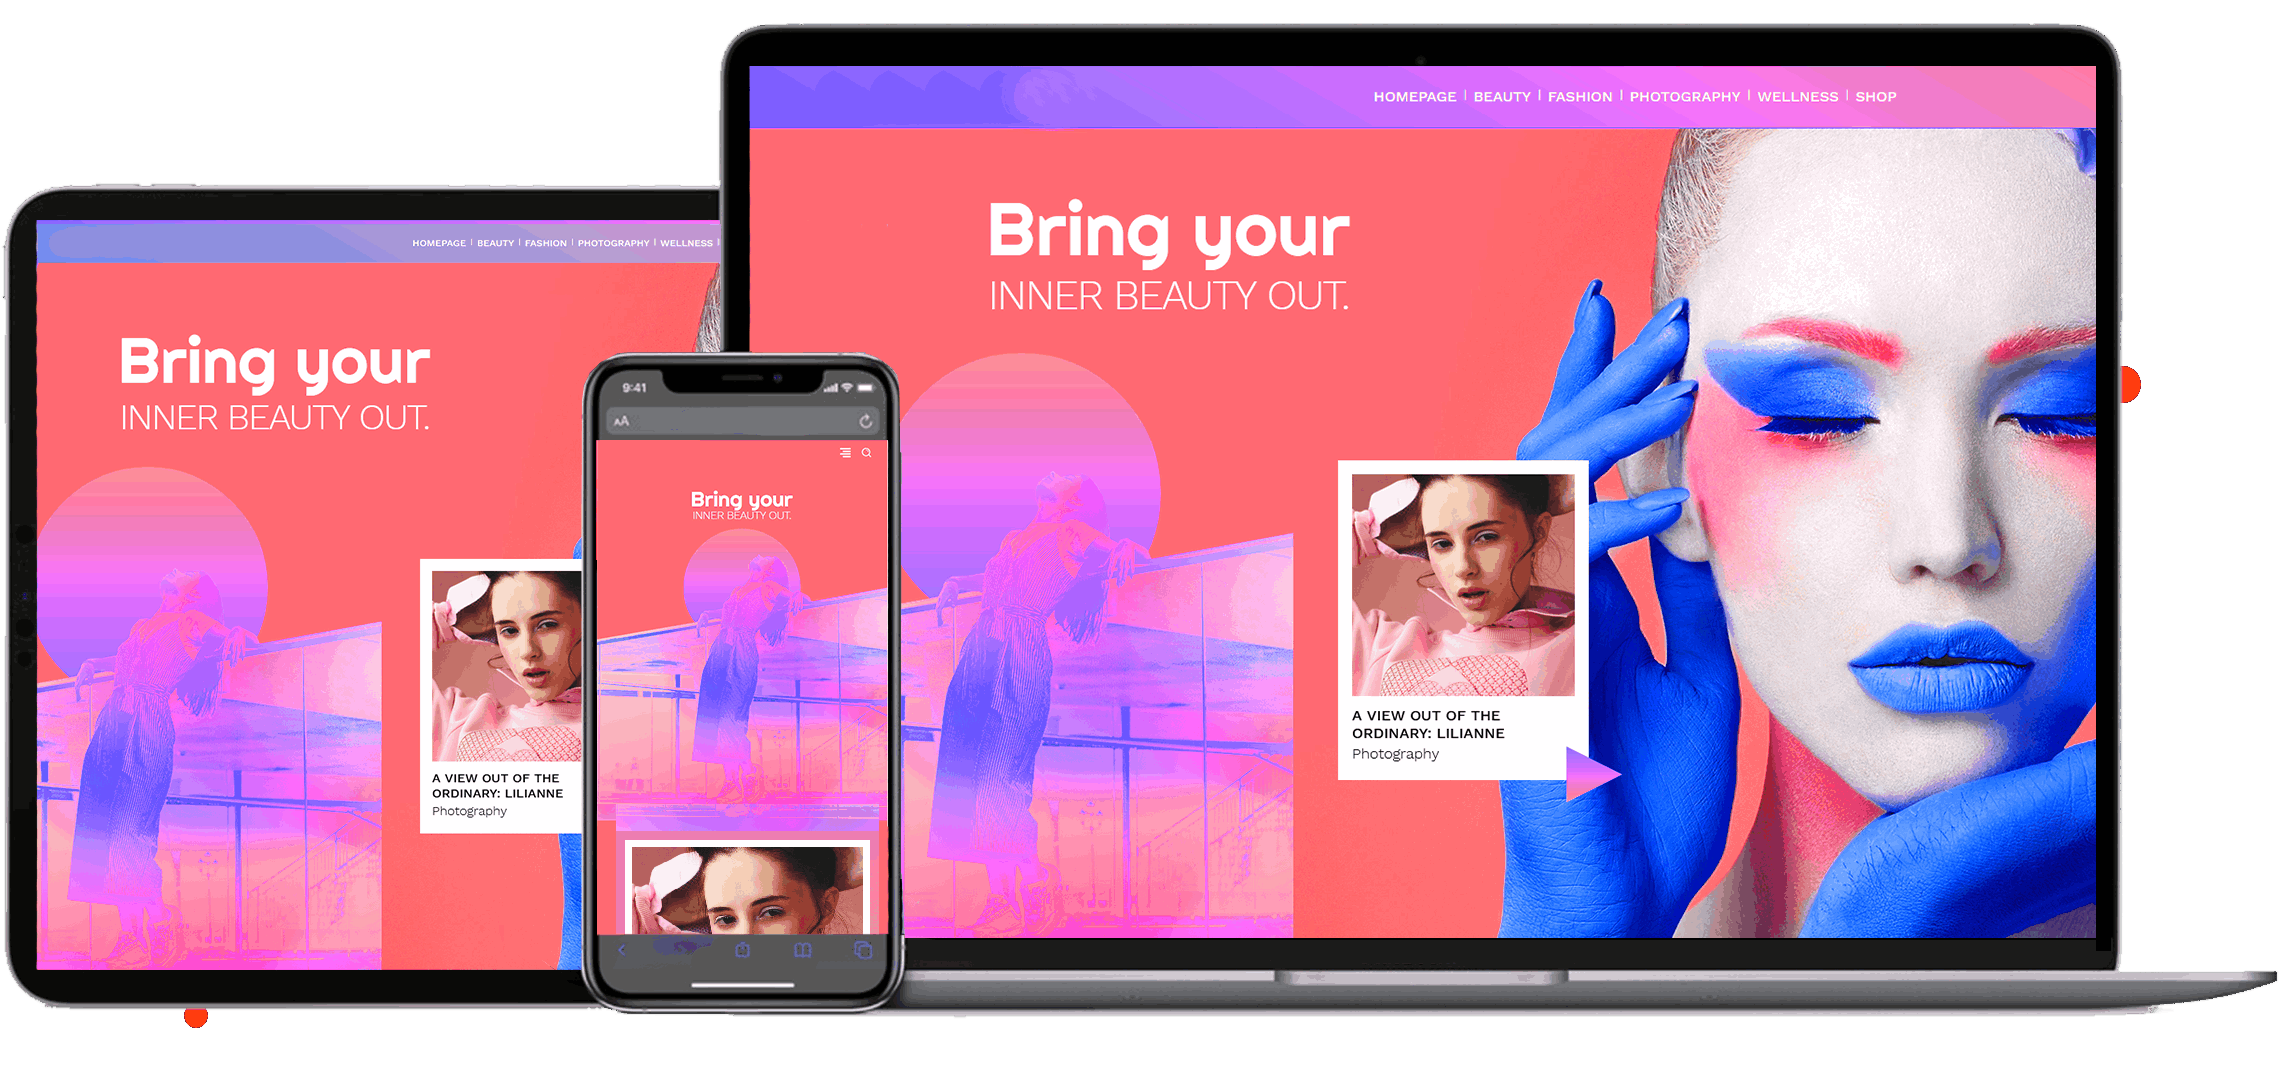 HOMEPAGE | BEAUTY | FASHION | PHOTOGRAPHY | WELLNESS | SHOP
Bring your
INNER BEAUTY OUT.
A VIEW OUT OF THE
ORDINARY: LILIANNE
Photography
HOMEPAGE | BEAUTY | FASHION | PHOTOGRAPHY | WELLNESS |
Bring your
INNER BEAUTY OUT.
A VIEW OUT OF THE
ORDINARY: LILIANNE
Photography
9:41
AA
Bring your
INNER BEAUTY OUT.